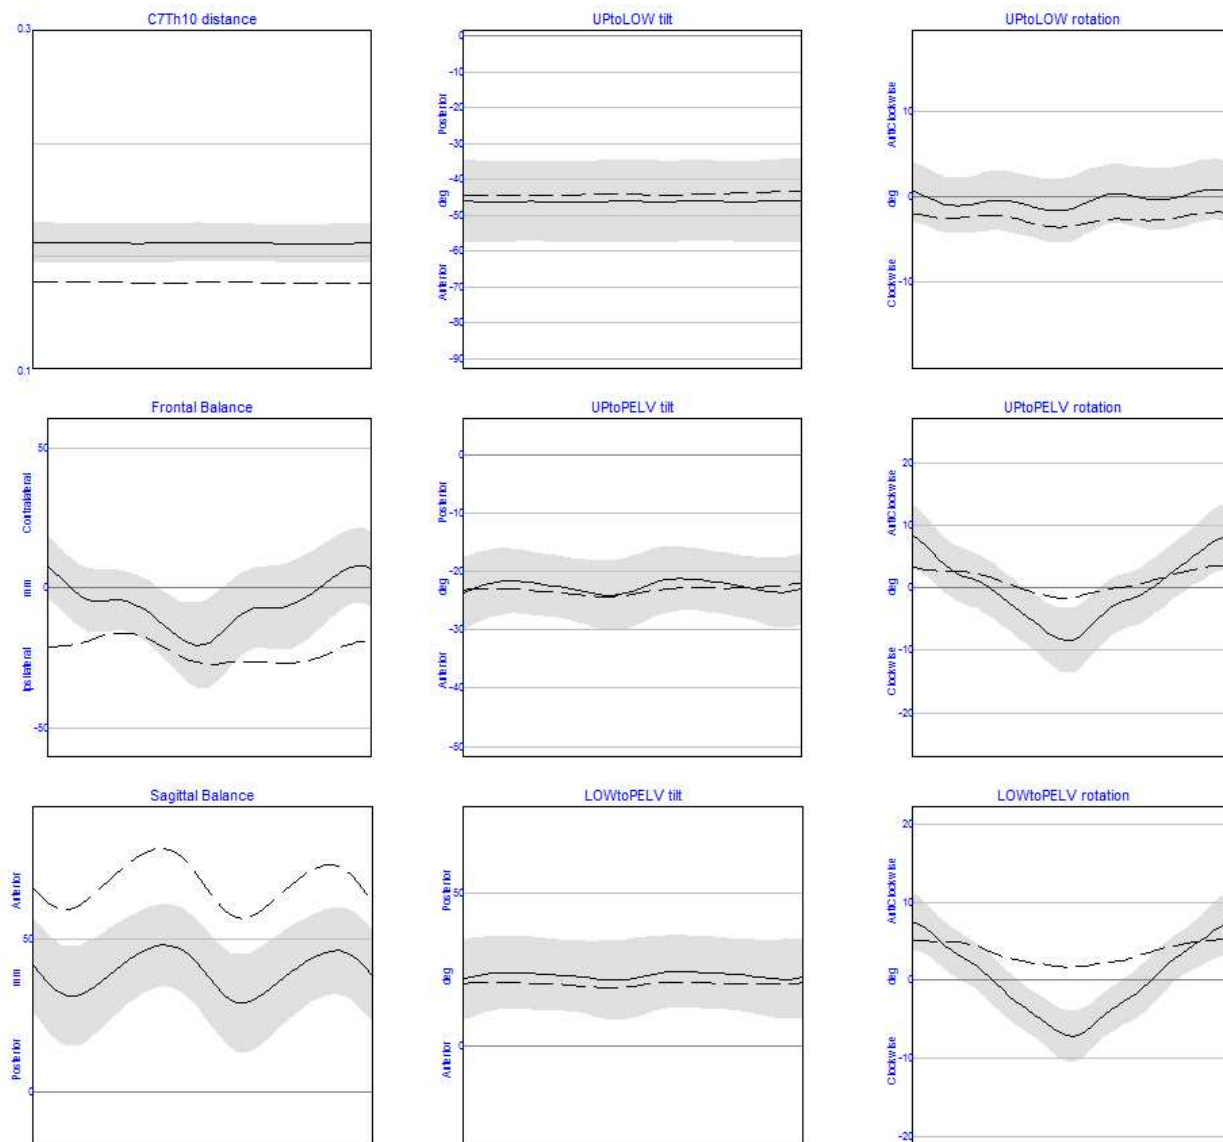 C7Th10 distance
0.3
0.1
UPtoLOW tilt
0
-10
-20
-30
-40
-50
-60
-70
-80
-90
Posterior
deg
Anterior
UPtoLOW rotation
10
0
-10
AntiClockwise
deg
Clockwise
Frontal Balance
50
0
-50
Contralateral
mm
Ipsilateral
UPtoPELV tilt
0
-10
-20
-30
-40
-50
Posterior
deg
Anterior
UPtoPELV rotation
20
10
0
-10
-20
AntiClockwise
deg
Clockwise
Sagittal Balance
50
0
Anterior
mm
Posterior
LOWtoPELV tilt
50
0
Posterior
deg
Anterior
LOWtoPELV rotation
20
10
0
-10
-20
AntiClockwise
deg
Clockwise